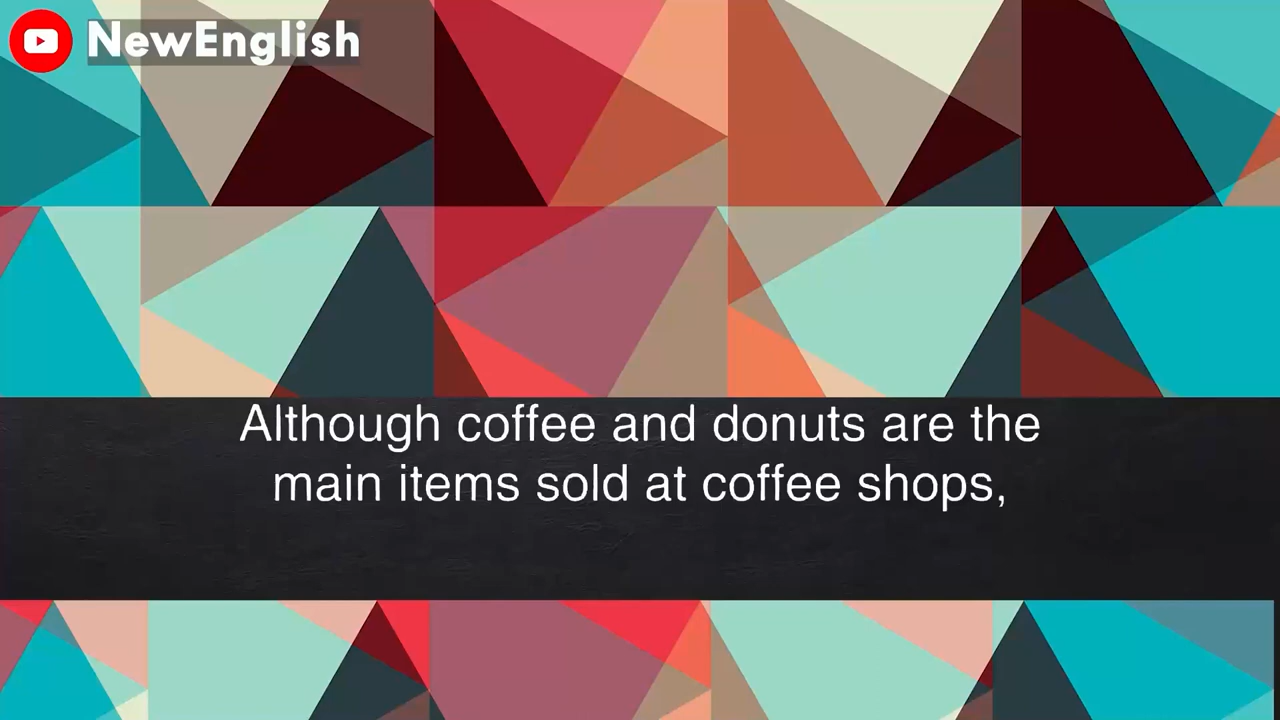 NewEnglish
Although coffee and donuts are the
main items sold at coffee shops,